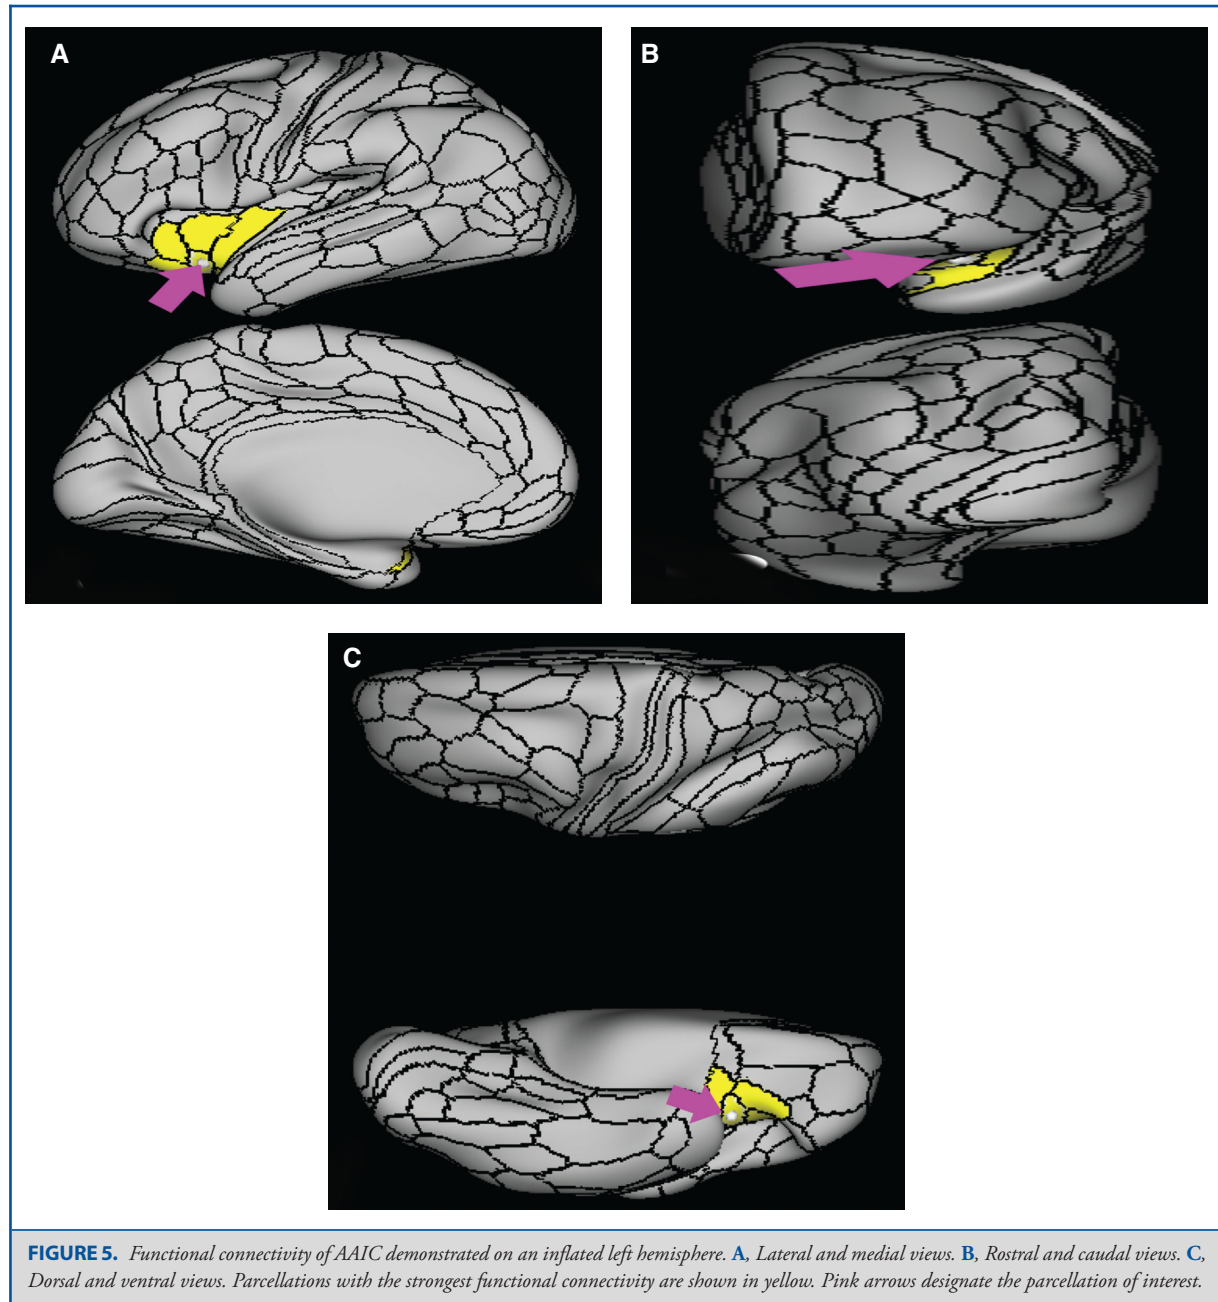 A
B
C
FIGURE 5. Functional connectivity of AAIC demonstrated on an inflated left hemisphere. A, Lateral and medial views. B, Rostral and caudal views. C,
Dorsal and ventral views. Parcellations with the strongest functional connectivity are shown in yellow. Pink arrows designate the parcellation of interest.